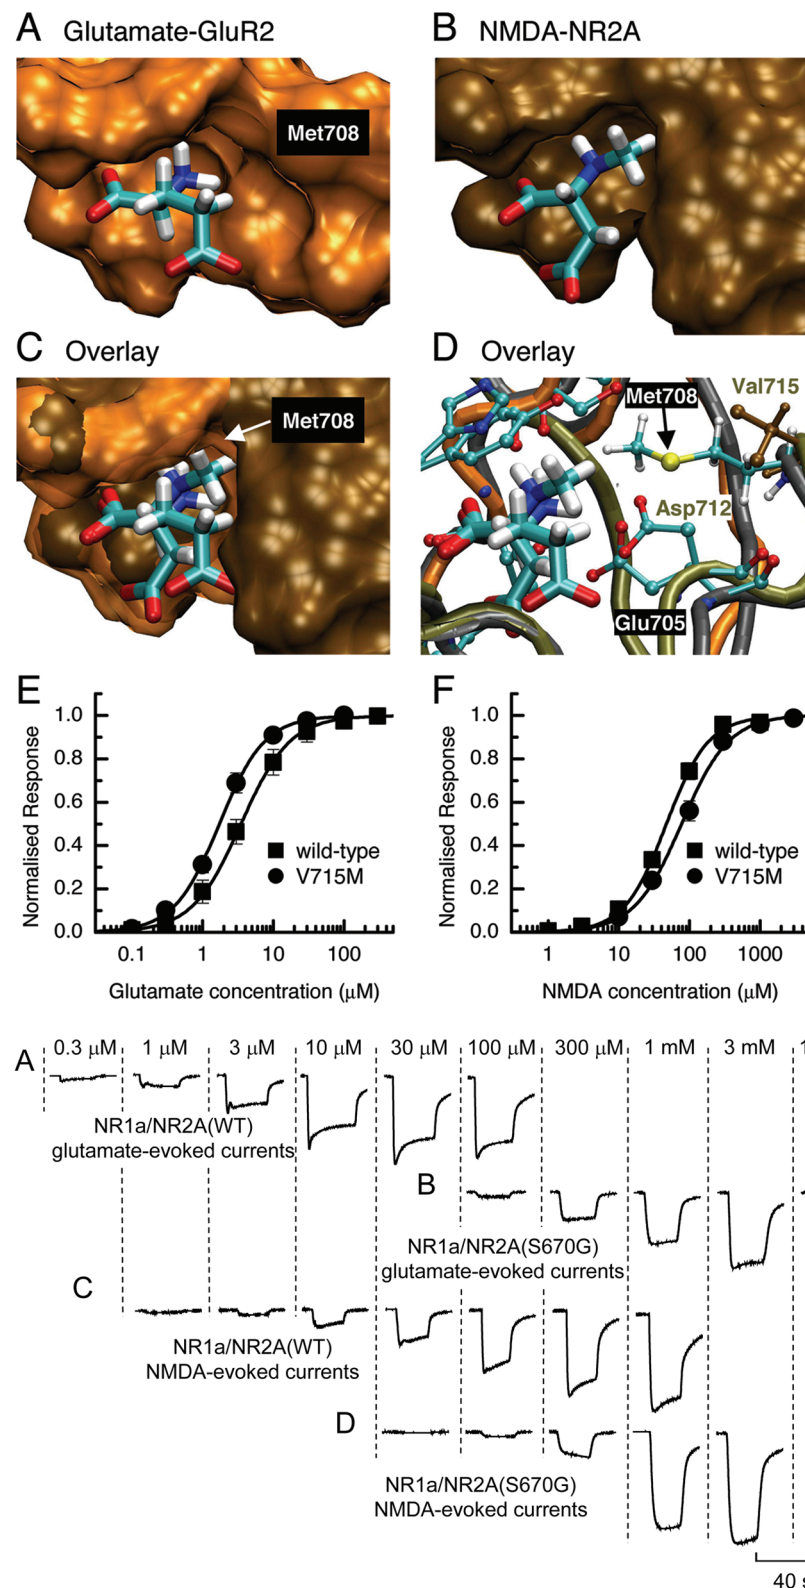 A Glutamate-GluR2
B NMDA-NR2A
Met708
C Overlay
D Overlay
Met708
Met708
Val715
Asp712
Glu705
E
F
Normalised Response
1.0
0.8
0.6
0.4
0.2
0.0
wild-type
V715M
0.1 1 10 100
Glutamate concentration (µM)
Normalised Response
1.0
0.8
0.6
0.4
0.2
0.0
wild-type
V715M
1 10 100 1000
NMDA concentration (µM)
A
0.3 µM 1 µM 3 µM 10 µM 30 µM 100 µM 300 µM 1 mM 3 mM 1
NR1a/NR2A(WT)
glutamate-evoked currents
B
NR1a/NR2A(S670G)
glutamate-evoked currents
C
NR1a/NR2A(WT)
NMDA-evoked currents
D
NR1a/NR2A(S670G)
NMDA-evoked currents
40 s